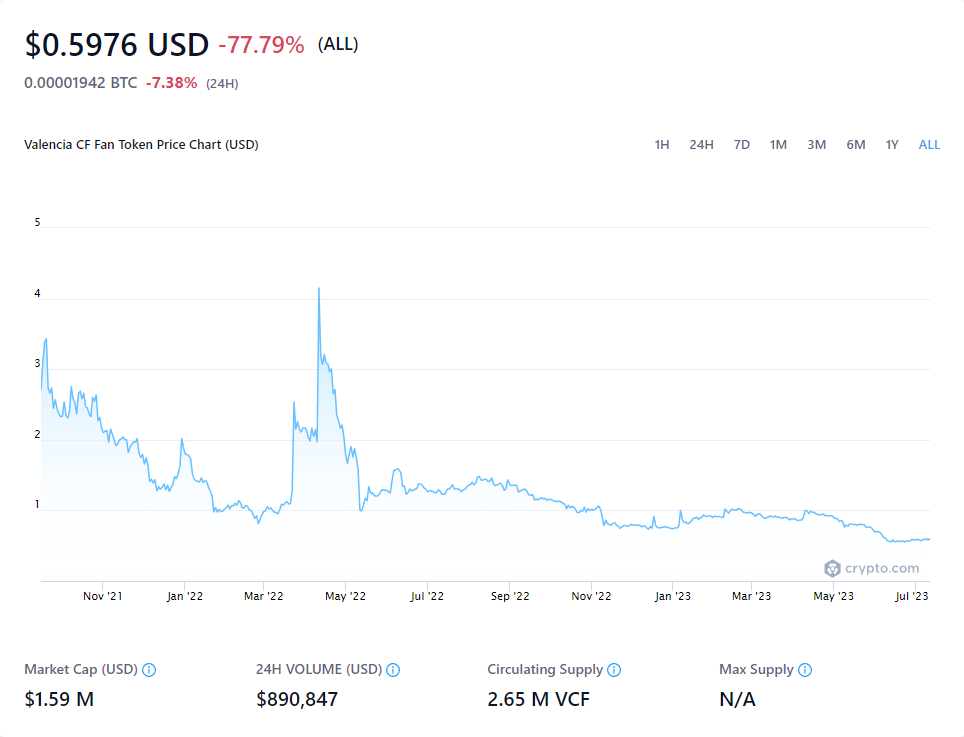 $0.5976 USD -77.79% (ALL)
0.00001942 BTC -7.38% (24H)
Valencia CF Fan Token Price Chart (USD) 1H 24H 7D 1M 3M 6M 1Y ALL
5
4
3
2
1
crypto.com
Nov '21 Jan '22 Mar '22 May '22 Jul '22 Sep '22 Nov '22 Jan '23 Mar '23 May '23 Jul '23
Market Cap (USD) 24H VOLUME (USD) Circulating Supply Max Supply
$1.59 M $890,847 2.65 M VCF N/A